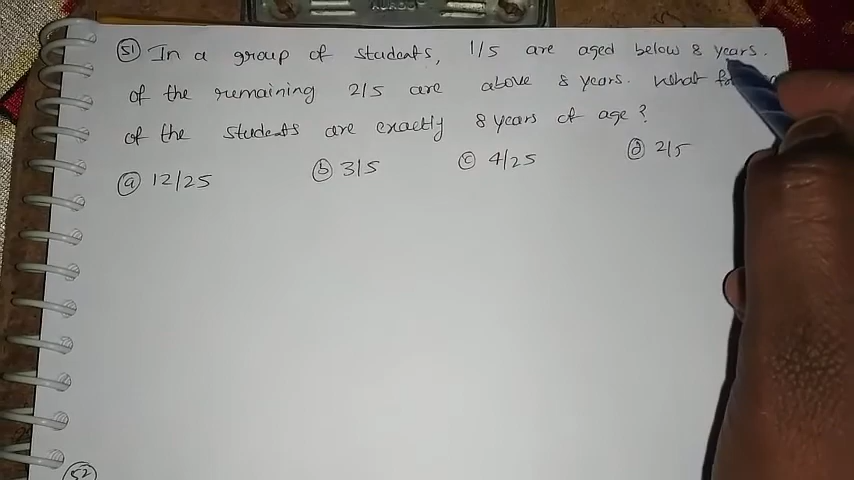 51 In a group of students, 1/5 are aged below 8 years.
of the remaining 2/5 are above 8 years. What
of the students are exactly 8 years of age?
a 12/25 b 3/5 c 4/25 d 2/5
52